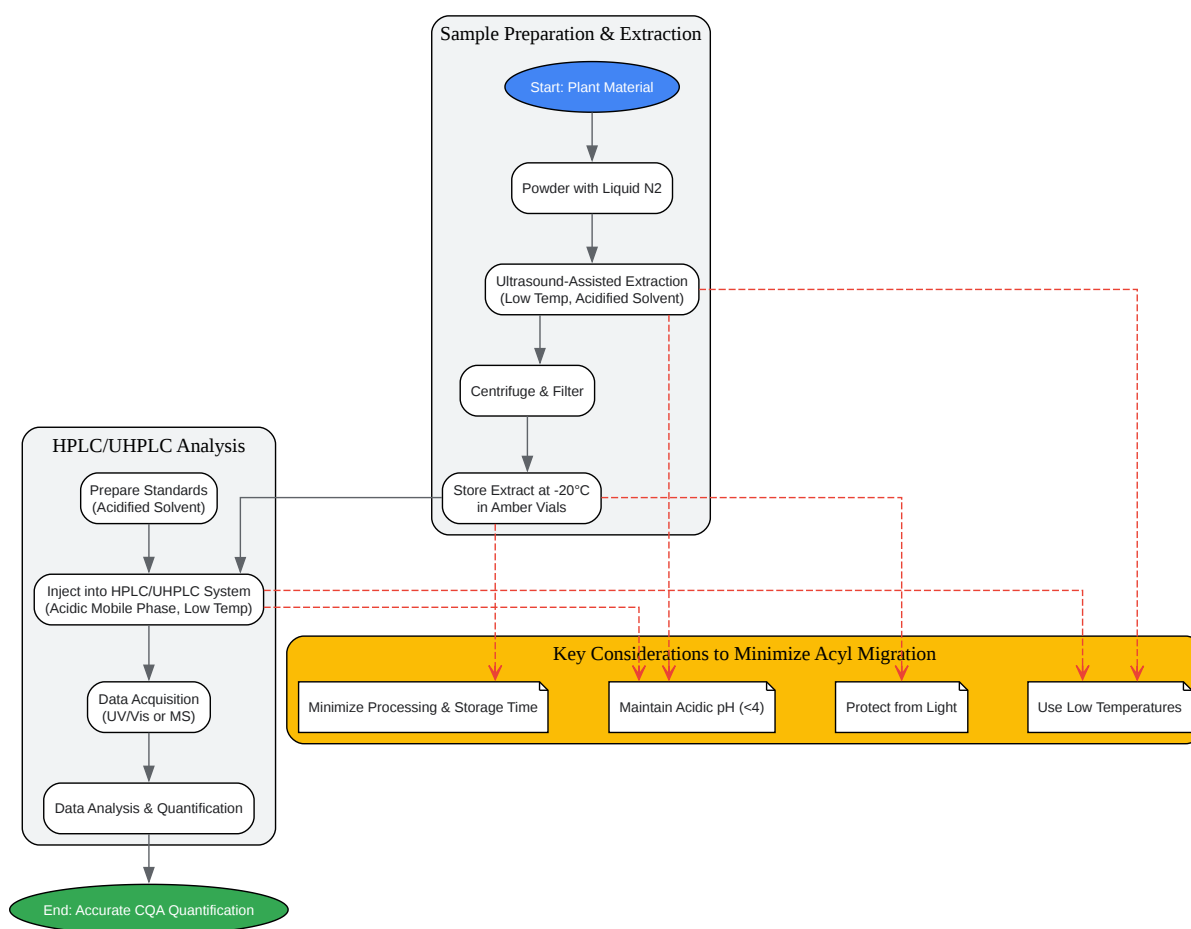 Sample Preparation & Extraction
Start: Plant Material
Powder with Liquid N2
Ultrasound-Assisted Extraction
(Low Temp, Acidified Solvent)
Centrifuge & Filter
Store Extract at -20°C
in Amber Vials
HPLC/UHPLC Analysis
Prepare Standards
(Acidified Solvent)
Inject into HPLC/UHPLC System
(Acidic Mobile Phase, Low Temp)
Data Acquisition
(UV/Vis or MS)
Data Analysis & Quantification
End: Accurate CQA Quantification
Key Considerations to Minimize Acyl Migration
Minimize Processing & Storage Time
Maintain Acidic pH (<4)
Protect from Light
Use Low Temperatures